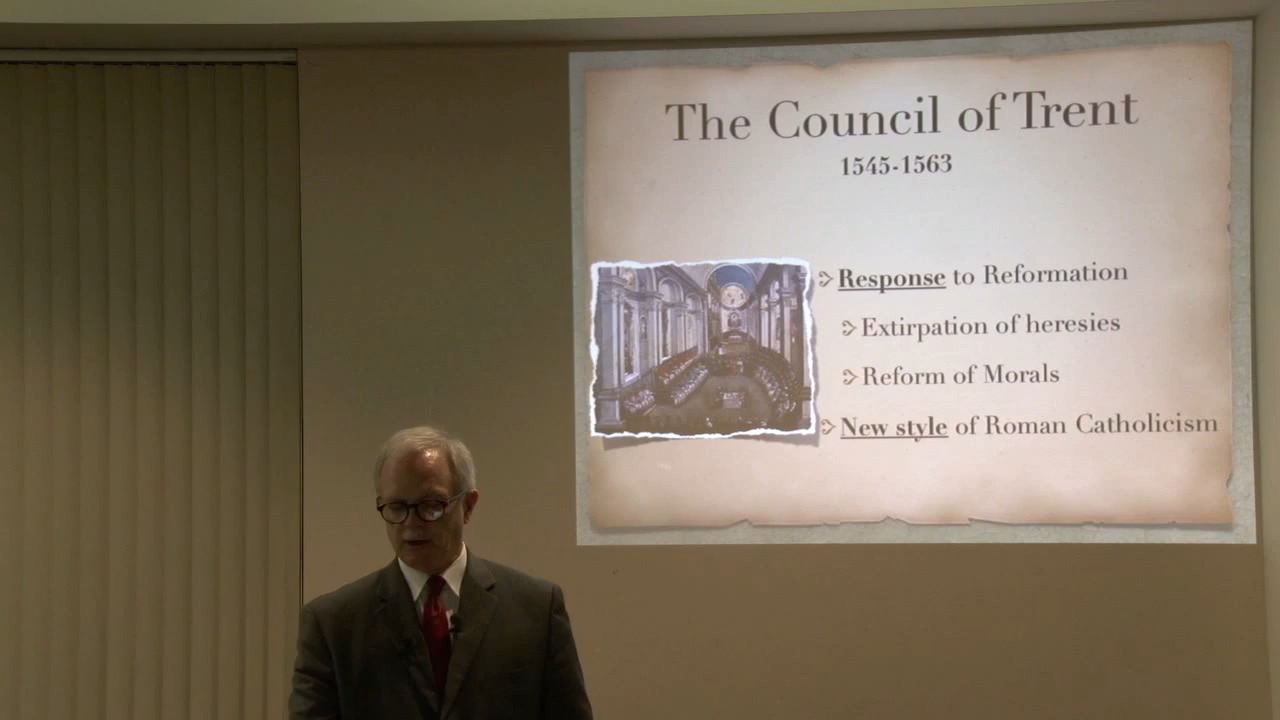 The Council of Trent
1545-1563
Response to Reformation
Extirpation of heresies
Reform of Morals
New style of Roman Catholicism